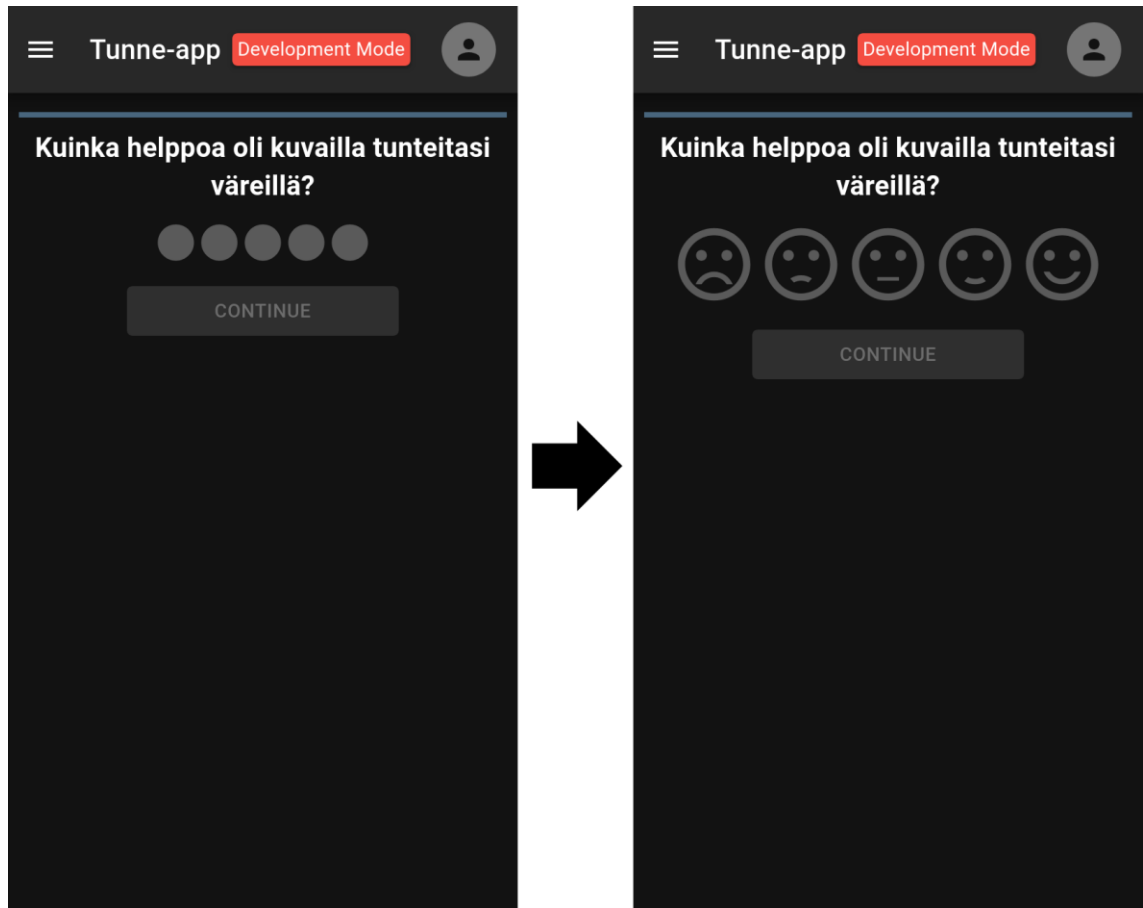 Tunne-app Development Mode
Kuinka helppoa oli kuvailla tunteitasi
väreillä?
CONTINUE
Tunne-app Development Mode
Kuinka helppoa oli kuvailla tunteitasi
väreillä?
CONTINUE